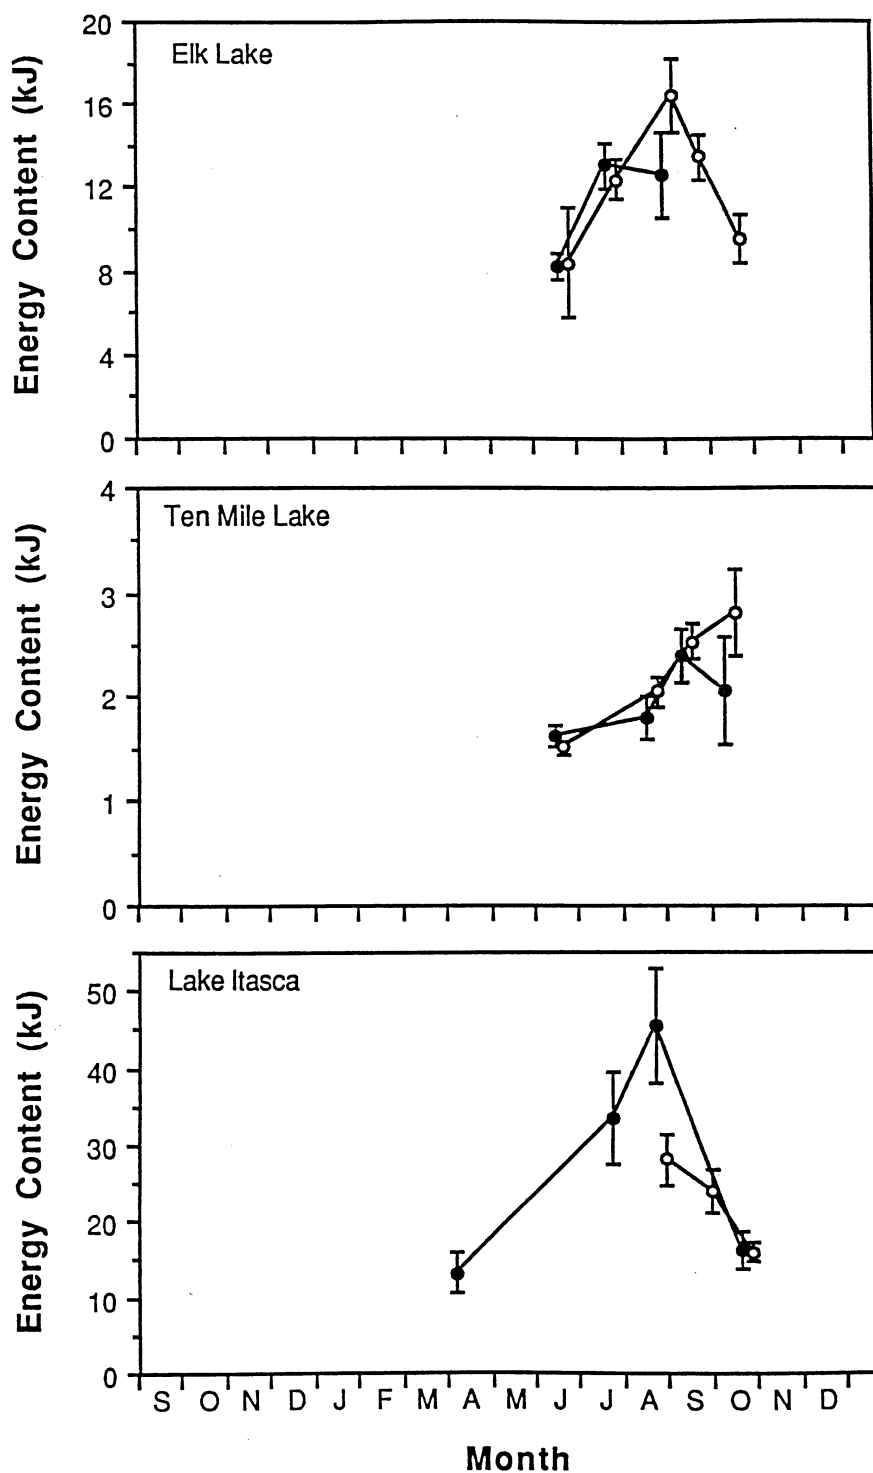 Elk Lake
Energy Content (kJ)
20
16
12
8
4
0
Ten Mile Lake
Energy Content (kJ)
4
3
2
1
0
Lake Itasca
Energy Content (kJ)
50
40
30
20
10
0
S O N D J F M A M J J A S O N D
Month